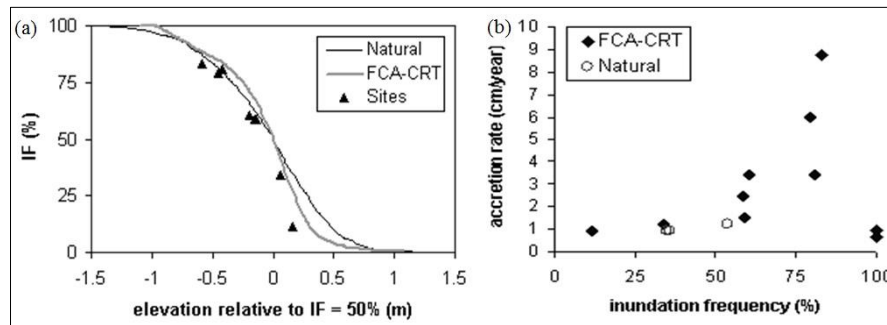 (a)
100
75
50
25
0
IF (%)
Natural
FCA-CRT
Sites
-1.5 -1 -0.5 0 0.5 1 1.5
elevation relative to IF = 50% (m)
(b)
10
9
8
7
6
5
4
3
2
1
0
accretion rate (cm/year)
FCA-CRT
Natural
0 25 50 75 100
inundation frequency (%)